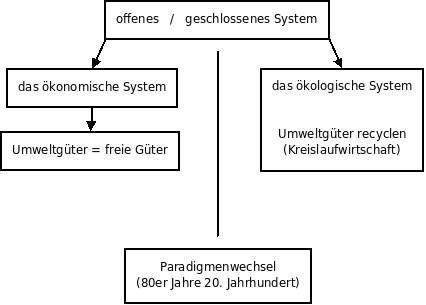 offenes / geschlossenes System
das ökonomische System
Umweltgüter = freie Güter
das ökologische System
Umweltgüter recyclen
(Kreislaufwirtschaft)
Paradigmenwechsel
(80er Jahre 20. Jahrhundert)